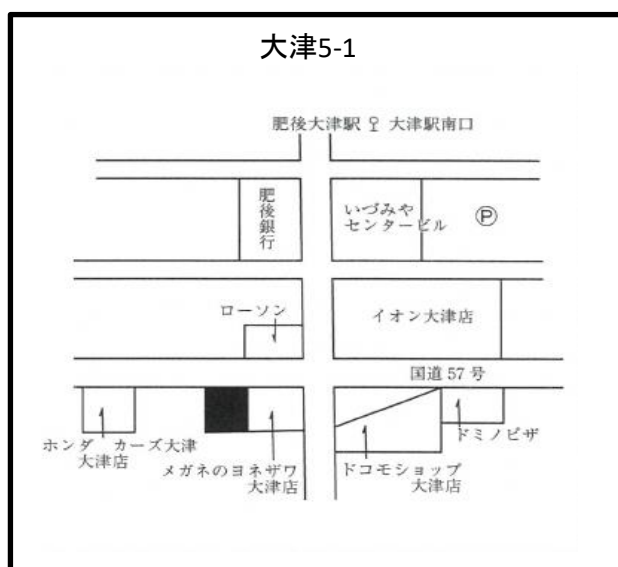 大津5-1
肥後大津駅 大津駅南口
肥後銀行
いづみや
センタービル
Ⓟ
ローソン
イオン大津店
国道57号
ホンダ カーズ大津
大津店
メガネのヨネザワ
大津店
ドコモショップ
大津店
ドミノピザ